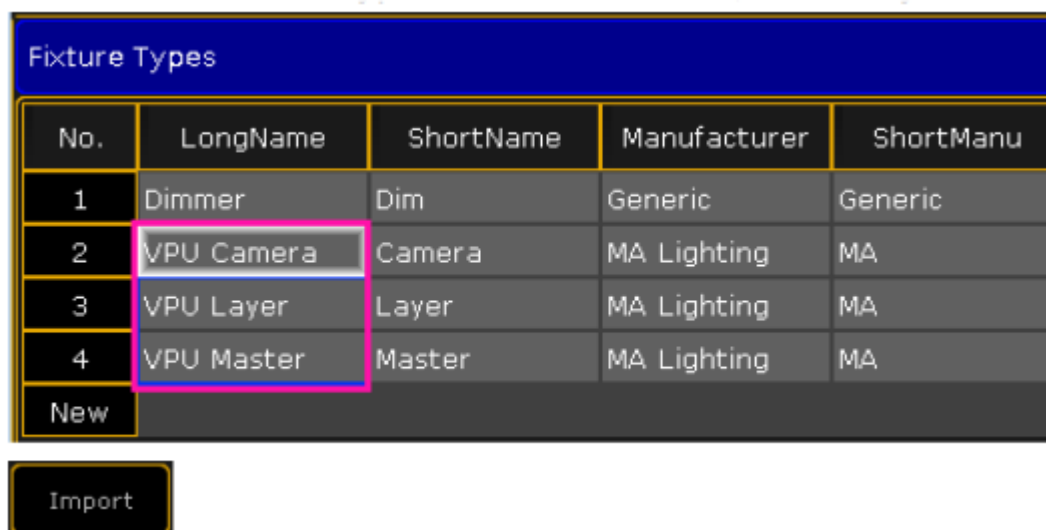 Fixture Types
No. LongName ShortName Manufacturer ShortManu
1 Dimmer Dim Generic Generic
2 VPU Camera Camera MA Lighting MA
3 VPU Layer Layer MA Lighting MA
4 VPU Master Master MA Lighting MA
New
Import